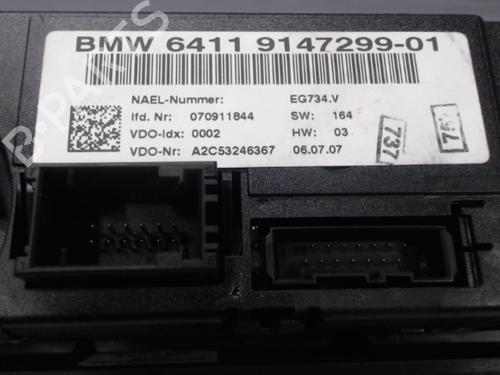 BMW 6411 9147299-01
NAEL-Nummer: EG734.V
lfd. Nr: 070911844 SW: 164
VDO-Idx: 0002 HW: 03
VDO-Nr: A2C53246367 06.07.07
737
B-PARTS